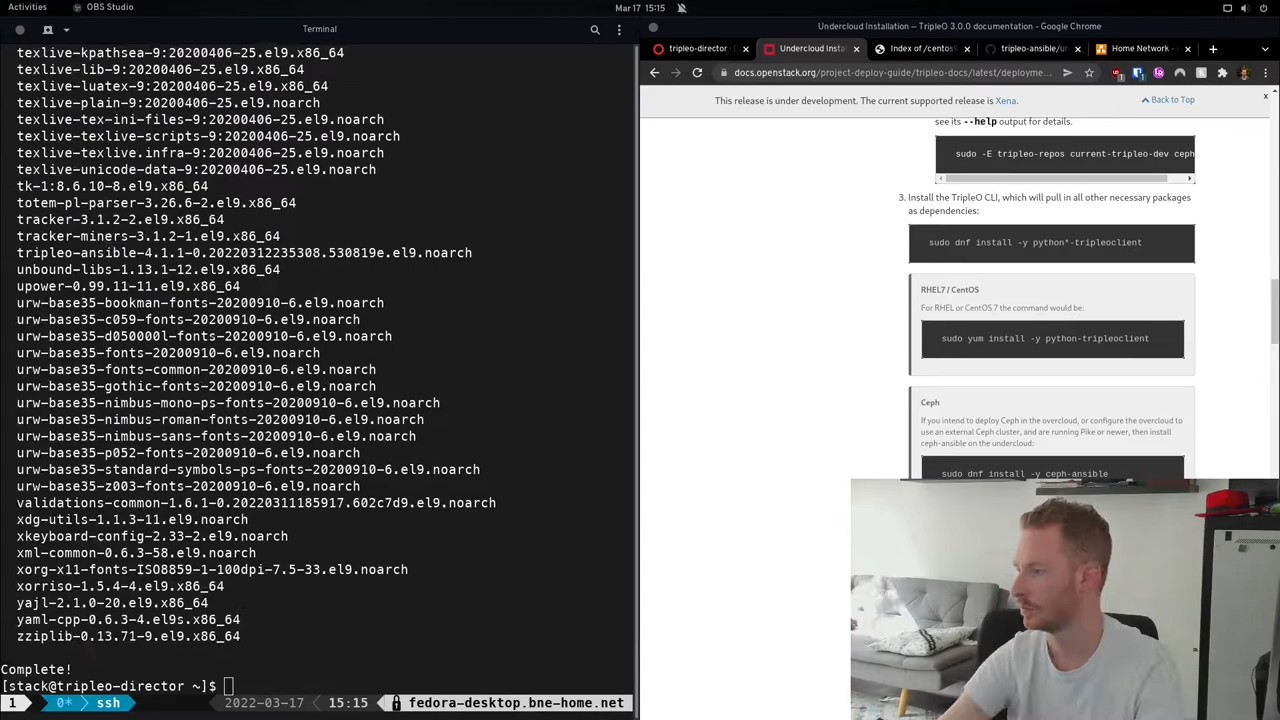 Activities
OBS Studio
Mar 17 15:15
Terminal
texlive-kpathsea-9:20200406-25.el9.x86_64
texlive-lib-9:20200406-25.el9.x86_64
texlive-luatex-9:20200406-25.el9.x86_64
texlive-plain-9:20200406-25.el9.noarch
texlive-tex-ini-files-9:20200406-25.el9.noarch
texlive-texlive-scripts-9:20200406-25.el9.noarch
texlive-texlive.infra-9:20200406-25.el9.noarch
texlive-unicode-data-9:20200406-25.el9.noarch
tk-1:8.6.10-8.el9.x86_64
totem-pl-parser-3.26.6-2.el9.x86_64
tracker-3.1.2-2.el9.x86_64
tracker-miners-3.1.2-1.el9.x86_64
tripleo-ansible-4.1.1-0.20220312235308.530819e.el9.noarch
unbound-libs-1.13.1-12.el9.x86_64
upower-0.99.11-11.el9.x86_64
urw-base35-bookman-fonts-20200910-6.el9.noarch
urw-base35-c059-fonts-20200910-6.el9.noarch
urw-base35-d050000l-fonts-20200910-6.el9.noarch
urw-base35-fonts-20200910-6.el9.noarch
urw-base35-fonts-common-20200910-6.el9.noarch
urw-base35-gothic-fonts-20200910-6.el9.noarch
urw-base35-nimbus-mono-ps-fonts-20200910-6.el9.noarch
urw-base35-nimbus-roman-fonts-20200910-6.el9.noarch
urw-base35-nimbus-sans-fonts-20200910-6.el9.noarch
urw-base35-p052-fonts-20200910-6.el9.noarch
urw-base35-standard-symbols-ps-fonts-20200910-6.el9.noarch
urw-base35-z003-fonts-20200910-6.el9.noarch
validations-common-1.6.1-0.20220311185917.602c7d9.el9.noarch
xdg-utils-1.1.3-11.el9.noarch
xkeyboard-config-2.33-2.el9.noarch
xml-common-0.6.3-58.el9.noarch
xorg-x11-fonts-ISO8859-1-100dpi-7.5-33.el9.noarch
xorriso-1.5.4-4.el9.x86_64
yajl-2.1.0-20.el9.x86_64
yaml-cpp-0.6.3-4.el9s.x86_64
zziplib-0.13.71-9.el9.x86_64
Complete!
[stack@tripleo-director ~]$
1 0* ssh 2022-03-17 15:15 fedora-desktop.bne-home.net
Undercloud Installation — TripleO 3.0.0 documentation - Google Chrome
tripleo-director · D
Undercloud Instal
Index of /centos9
tripleo-ansible/ur
Home Network -
docs.openstack.org/project-deploy-guide/tripleo-docs/latest/deployme...
This release is under development. The current supported release is Xena.
Back to Top
x
see its --help output for details.
sudo -E tripleo-repos current-tripleo-dev ceph
3. Install the TripleO CLI, which will pull in all other necessary packages
as dependencies:
sudo dnf install -y python*-tripleoclient
RHEL7 / CentOS
For RHEL or CentOS 7 the command would be:
sudo yum install -y python-tripleoclient
Ceph
If you intend to deploy Ceph in the overcloud, or configure the overcloud to
use an external Ceph cluster, and are running Pike or newer, then install
ceph-ansible on the undercloud:
sudo dnf install -y ceph-ansible